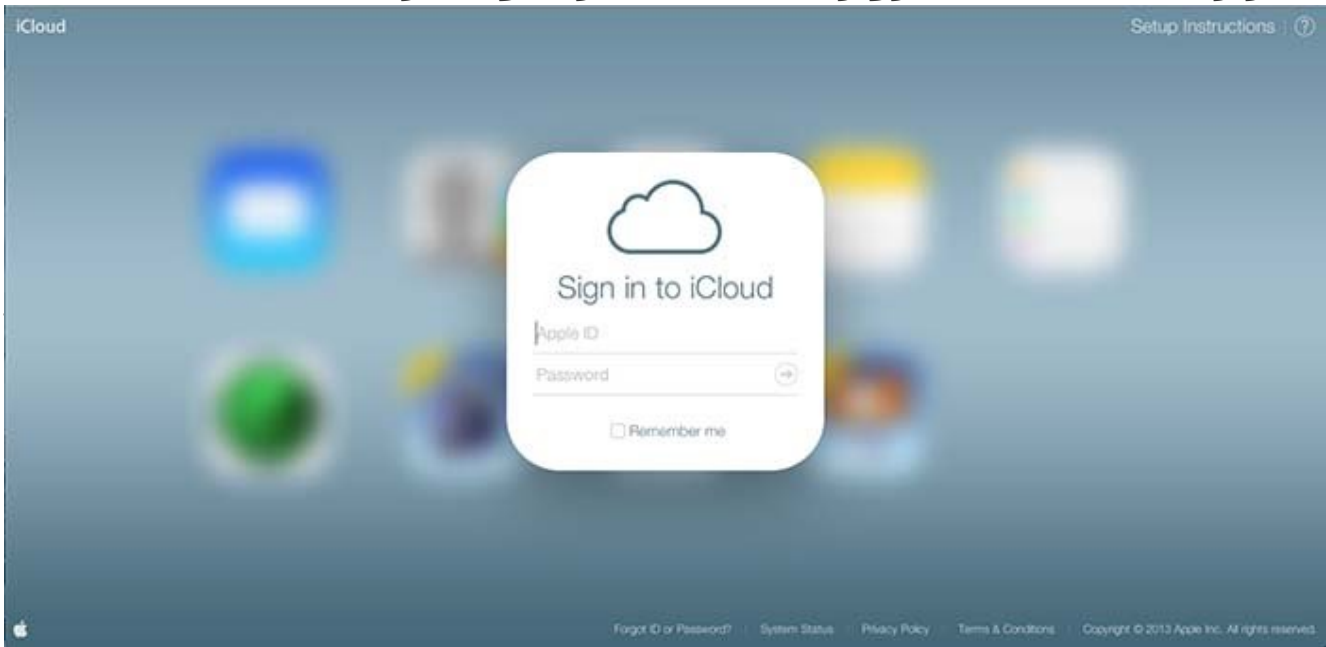 iCloud
Setup Instructions
Sign in to iCloud
Apple ID
Password
Remember me
Forgot ID or Password? System Status Privacy Policy Terms & Conditions Copyright © 2013 Apple Inc. All rights reserved.